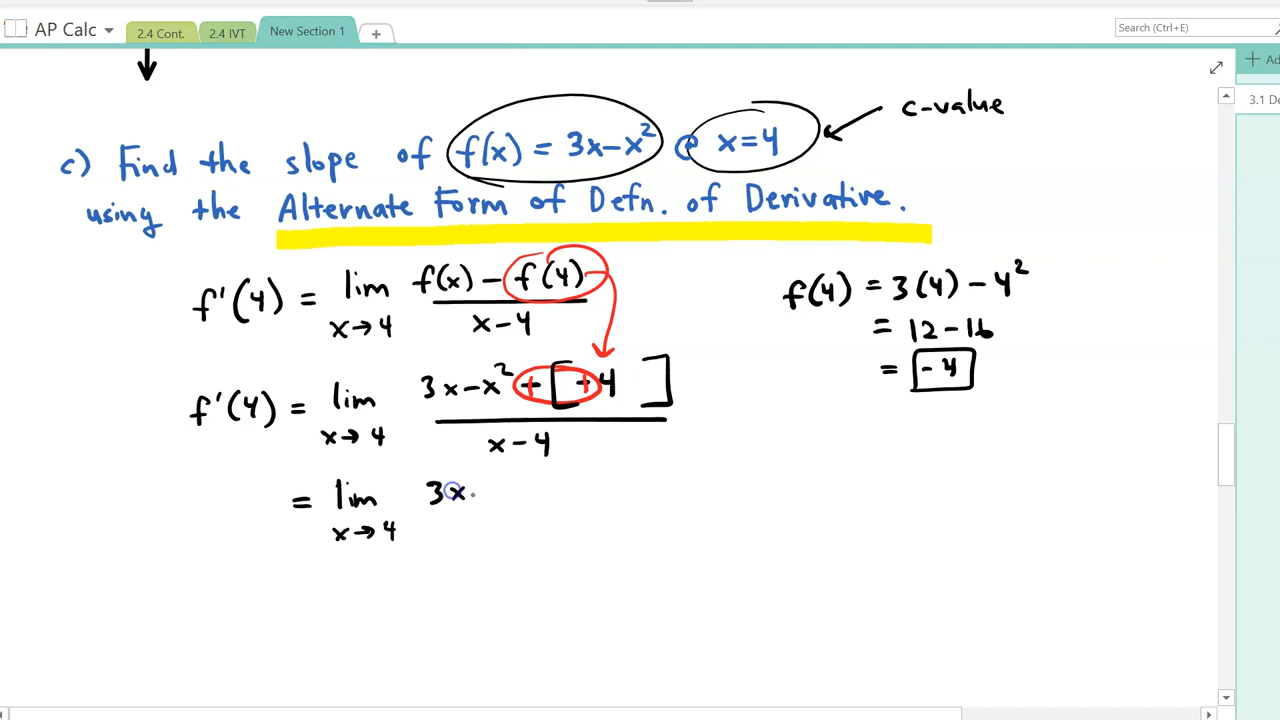 AP Calc
2.4 Cont.
2.4 IVT
New Section 1
Search (Ctrl+E)
Ad
3.1 De
c-value
c) Find the slope of f(x) = 3x-x² @ x=4
using the Alternate Form of Defn. of Derivative.
f'(4) = lim x→4 f(x) - f(4) / x-4
f(4) = 3(4) - 4²
= 12-16
= -4
f'(4) = lim x→4 3x-x² + [+4] / x-4
= lim x→4 3x